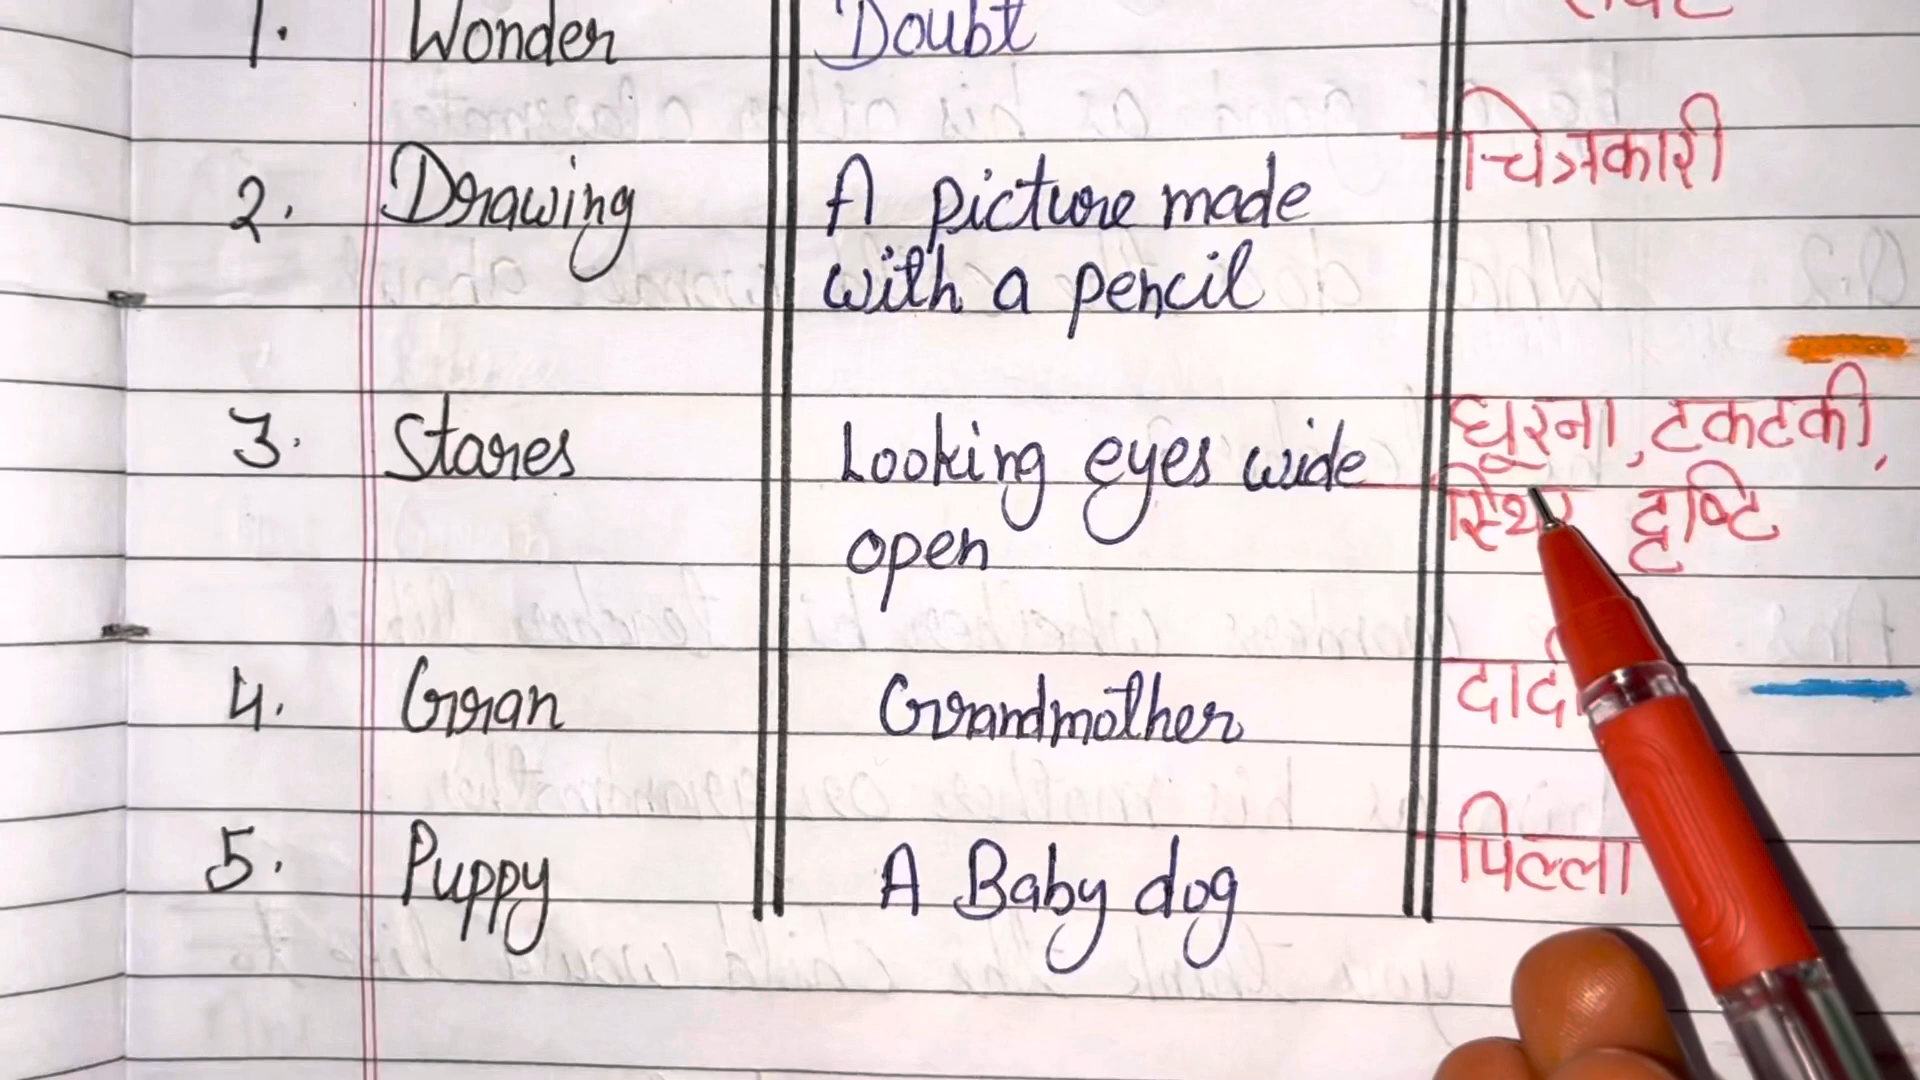 1. Wonder Doubt
2. Drawing A picture made चित्रकारी
with a pencil
3. Stares Looking eyes wide घूरना, टकटकी,
open स्थिर दृष्टि
4. Gran Grandmother
5. Puppy A Baby dog पिल्ला